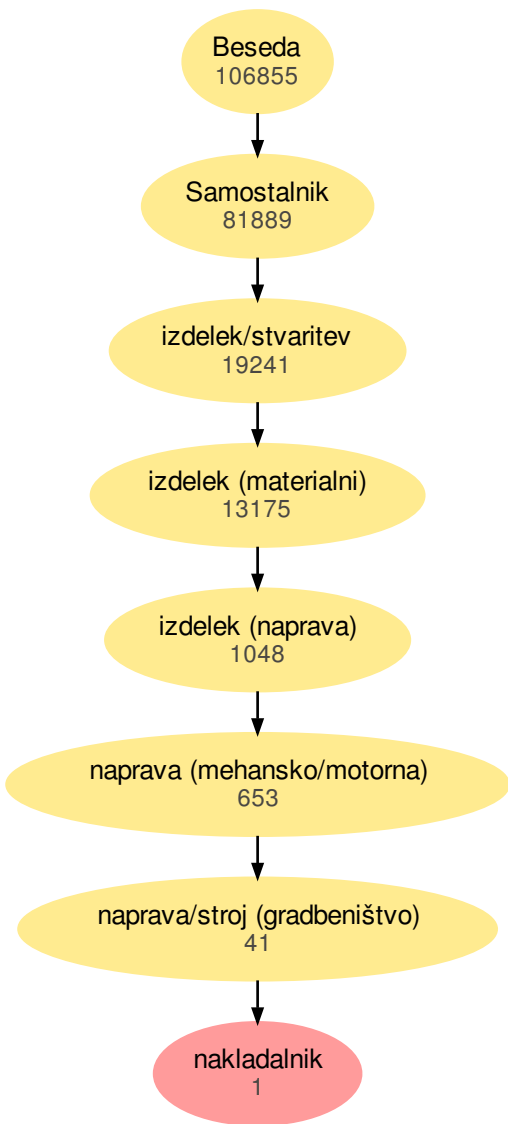 Beseda
106855
Samostalnik
81889
izdelek/stvaritev
19241
izdelek (materialni)
13175
izdelek (naprava)
1048
naprava (mehansko/motorna)
653
naprava/stroj (gradbeništvo)
41
nakladalnik
1